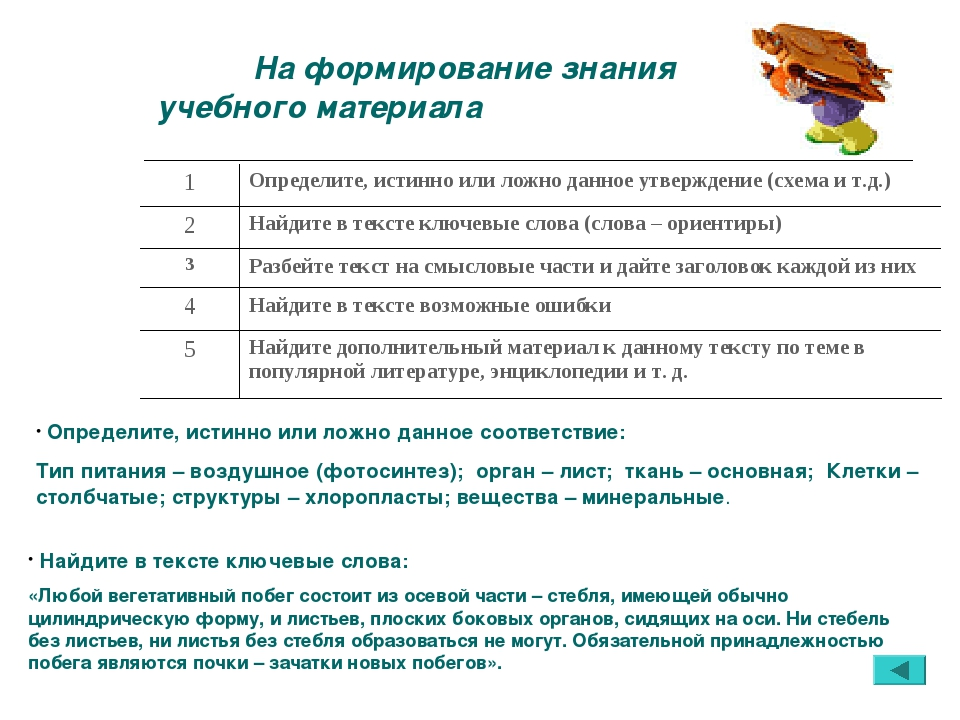 На формирование знания
учебного материала
1 Определите, истинно или ложно данное утверждение (схема и т.д.)
2 Найдите в тексте ключевые слова (слова – ориентиры)
3 Разбейте текст на смысловые части и дайте заголовок каждой из них
4 Найдите в тексте возможные ошибки
5 Найдите дополнительный материал к данному тексту по теме в
популярной литературе, энциклопедии и т. д.
· Определите, истинно или ложно данное соответствие:
Тип питания – воздушное (фотосинтез); орган – лист; ткань – основная; Клетки –
столбчатые; структуры – хлоропласты; вещества – минеральные.
· Найдите в тексте ключевые слова:
«Любой вегетативный побег состоит из осевой части – стебля, имеющей обычно
цилиндрическую форму, и листьев, плоских боковых органов, сидящих на оси. Ни стебель
без листьев, ни листья без стебля образоваться не могут. Обязательной принадлежностью
побега являются почки – зачатки новых побегов».